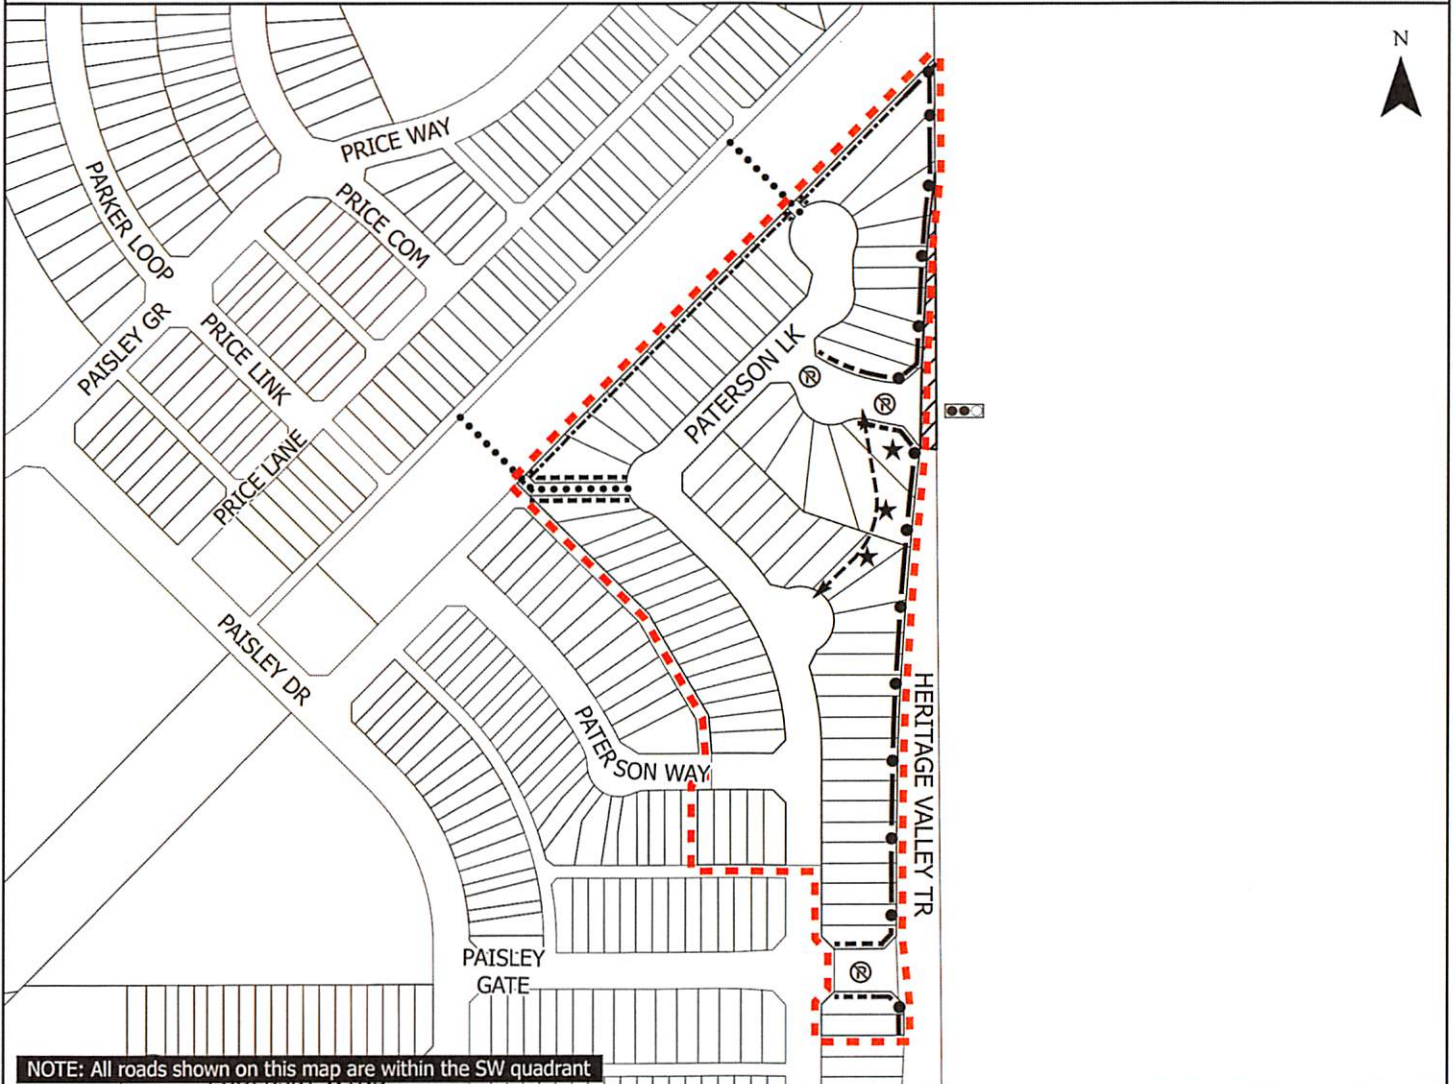 N
PRICE WAY
PARKER LOOP
PRICE COM
PAISLEY GR
PRICE LINK
PATERSON LK
PRICE LANE
PAISLEY DR
HERITAGE VALLEY TR
PATERSON WAY
PAISLEY
GATE
NOTE: All roads shown on this map are within the SW quadrant